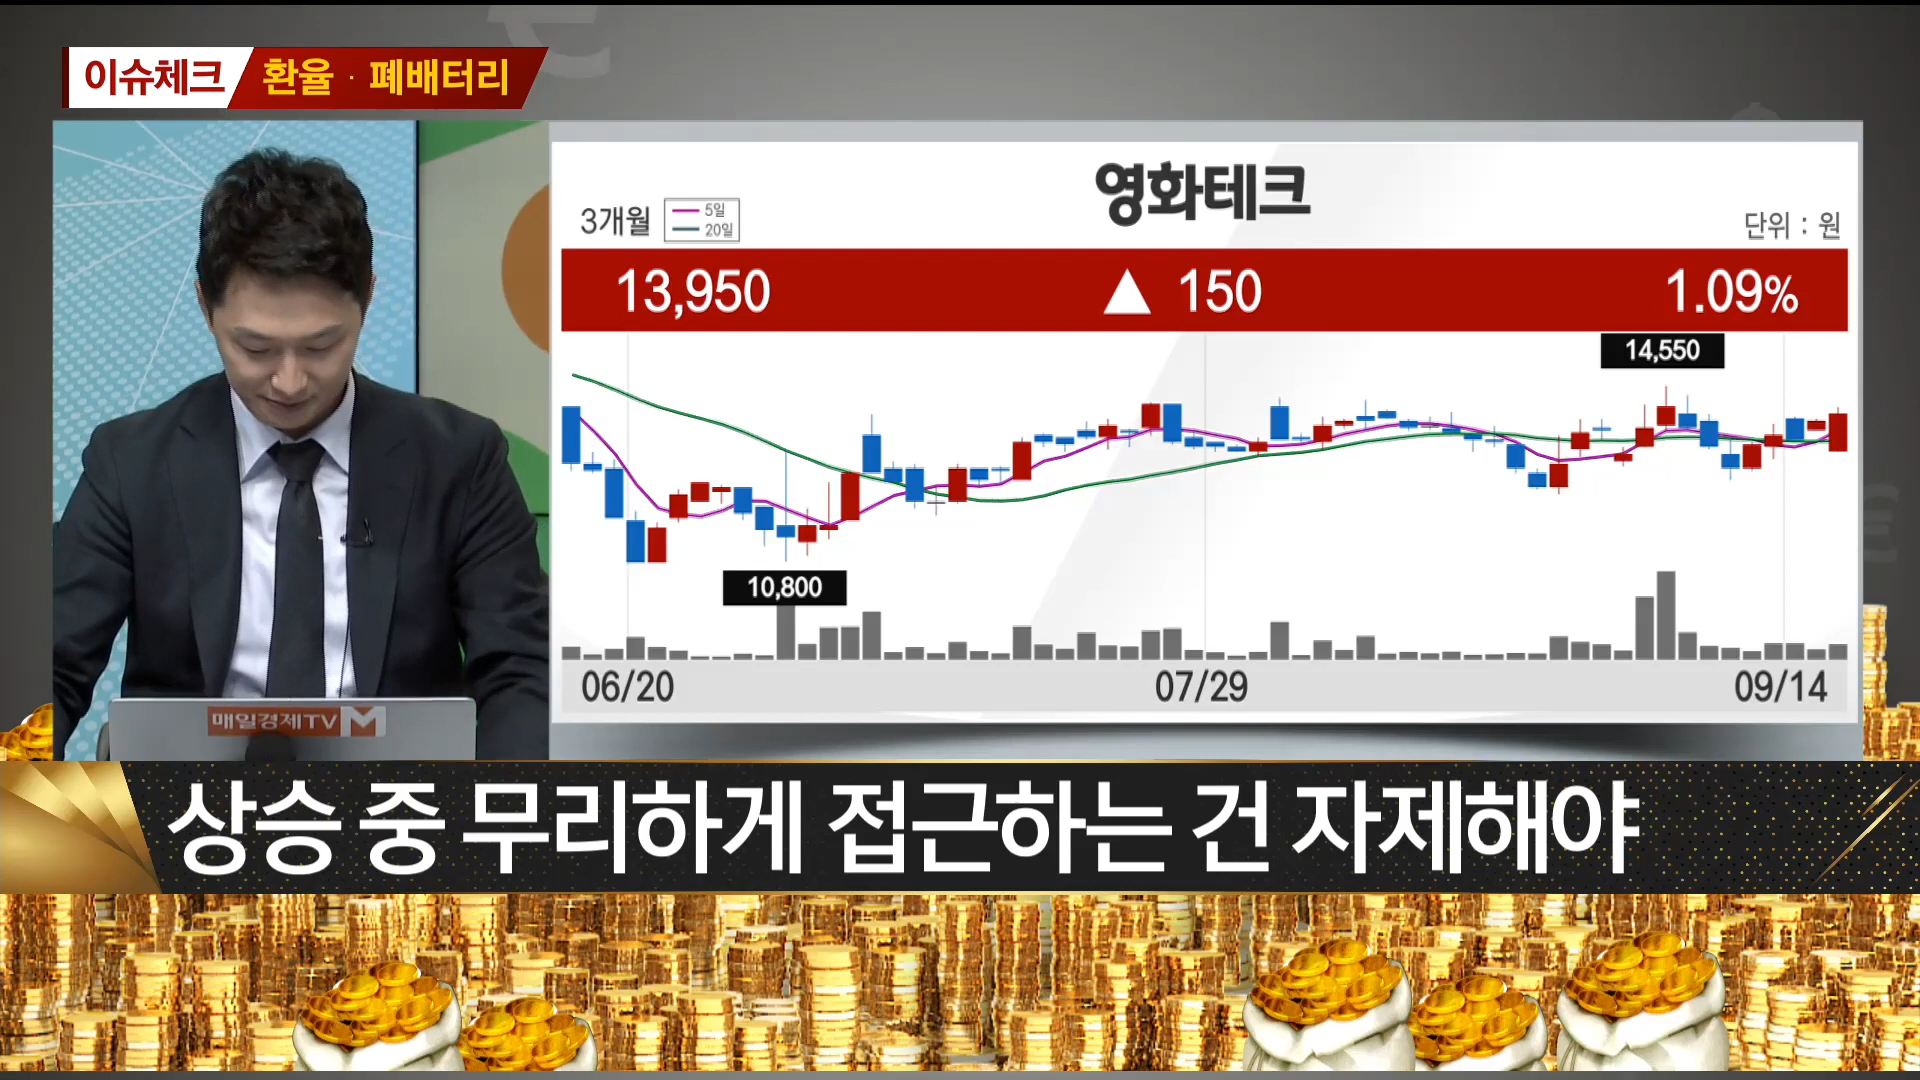 이슈체크 환율 · 폐배터리
영화테크
3개월
5일
20일
단위 : 원
13,950 ▲ 150 1.09%
14,550
10,800
06/20 07/29 09/14
매일경제TV M
상승 중 무리하게 접근하는 건 자제해야